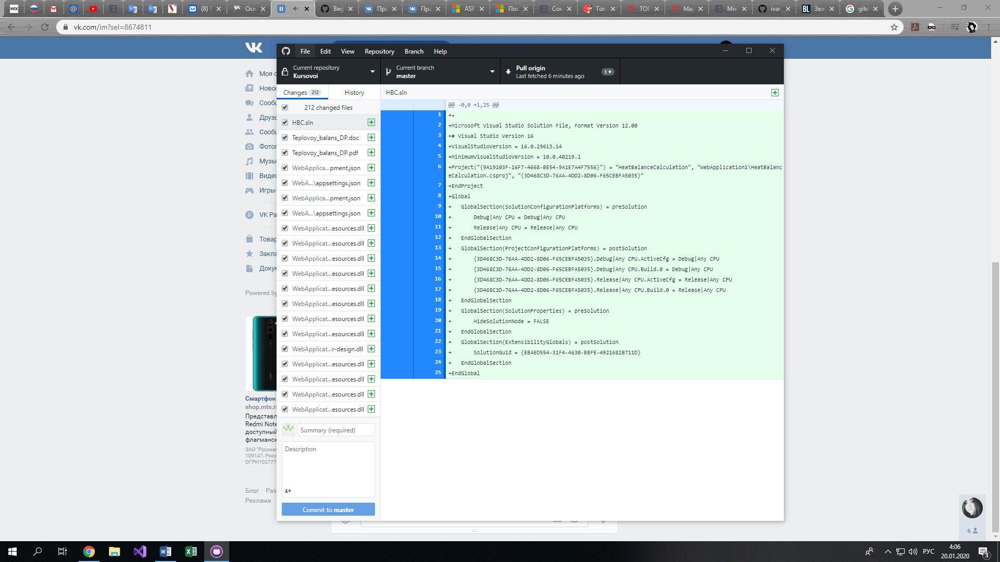 WIX
(8)
Осн
Beg
Пра
Пра
ASF
Пои
Сок
Топ
ТОГ
Мар
Мн
ivar
BL
Зел
gite
vk.com/im?sel=8674811
File Edit View Repository Branch Help
Current repository
Kursovoi
Current branch
master
Pull origin
Last fetched 6 minutes ago
1
Changes 212
History
HBC.sln
212 changed files
HBC.sln
Teplovoy_balans_DP.doc
Teplovoy_balans_DP.pdf
WebApplica...pment.json
WebA...\appsettings.json
WebApplica...pment.json
WebA...\appsettings.json
WebApplicat...esources.dll
WebApplicat...esources.dll
WebApplicat...esources.dll
WebApplicat...esources.dll
WebApplicat...esources.dll
WebApplicat...esources.dll
WebApplicat...esources.dll
WebApplicat...esources.dll
WebApplicat...r-design.dll
WebApplicat...esources.dll
WebApplicat...esources.dll
WebApplicat...esources.dll
WebApplicat...esources.dll
Summary (required)
Description
Commit to master
@@ -0,0 +1,25 @@
1 +
2 +Microsoft Visual Studio Solution File, Format Version 12.00
3 +# Visual Studio Version 16
4 +VisualStudioVersion = 16.0.29613.14
5 +MinimumVisualStudioVersion = 10.0.40219.1
6 +Project("{9A19103F-16F7-4668-BE54-9A1E7A4F7556}") = "HeatBalanceCalculation", "WebApplication1\HeatBalanc
eCalculation.csproj", "{3D468C3D-76AA-4DD2-8D06-F65CEBFA5035}"
7 +EndProject
8 +Global
9 + GlobalSection(SolutionConfigurationPlatforms) = preSolution
10 + Debug|Any CPU = Debug|Any CPU
11 + Release|Any CPU = Release|Any CPU
12 + EndGlobalSection
13 + GlobalSection(ProjectConfigurationPlatforms) = postSolution
14 + {3D468C3D-76AA-4DD2-8D06-F65CEBFA5035}.Debug|Any CPU.ActiveCfg = Debug|Any CPU
15 + {3D468C3D-76AA-4DD2-8D06-F65CEBFA5035}.Debug|Any CPU.Build.0 = Debug|Any CPU
16 + {3D468C3D-76AA-4DD2-8D06-F65CEBFA5035}.Release|Any CPU.ActiveCfg = Release|Any CPU
17 + {3D468C3D-76AA-4DD2-8D06-F65CEBFA5035}.Release|Any CPU.Build.0 = Release|Any CPU
18 + EndGlobalSection
19 + GlobalSection(SolutionProperties) = preSolution
20 + HideSolutionNode = FALSE
21 + EndGlobalSection
22 + GlobalSection(ExtensibilityGlobals) = postSolution
23 + SolutionGuid = {EBAED554-31F4-4630-BBFE-4921682B711D}
24 + EndGlobalSection
25 +EndGlobal
Моя с
Новос
Сообщ
Друзь
Сообщ
Фотог
Музы
Видео
Игры
VK Pa
Товар
Закла
Докум
Powered by
Смартфон
shop.mts.r
Представл
Redmi Note
доступный
флагманск
ЗАО "Русская
109147, Росс
ОГРН102777
Блог Раз
Реклама
6
РУС
4:06
20.01.2020
3